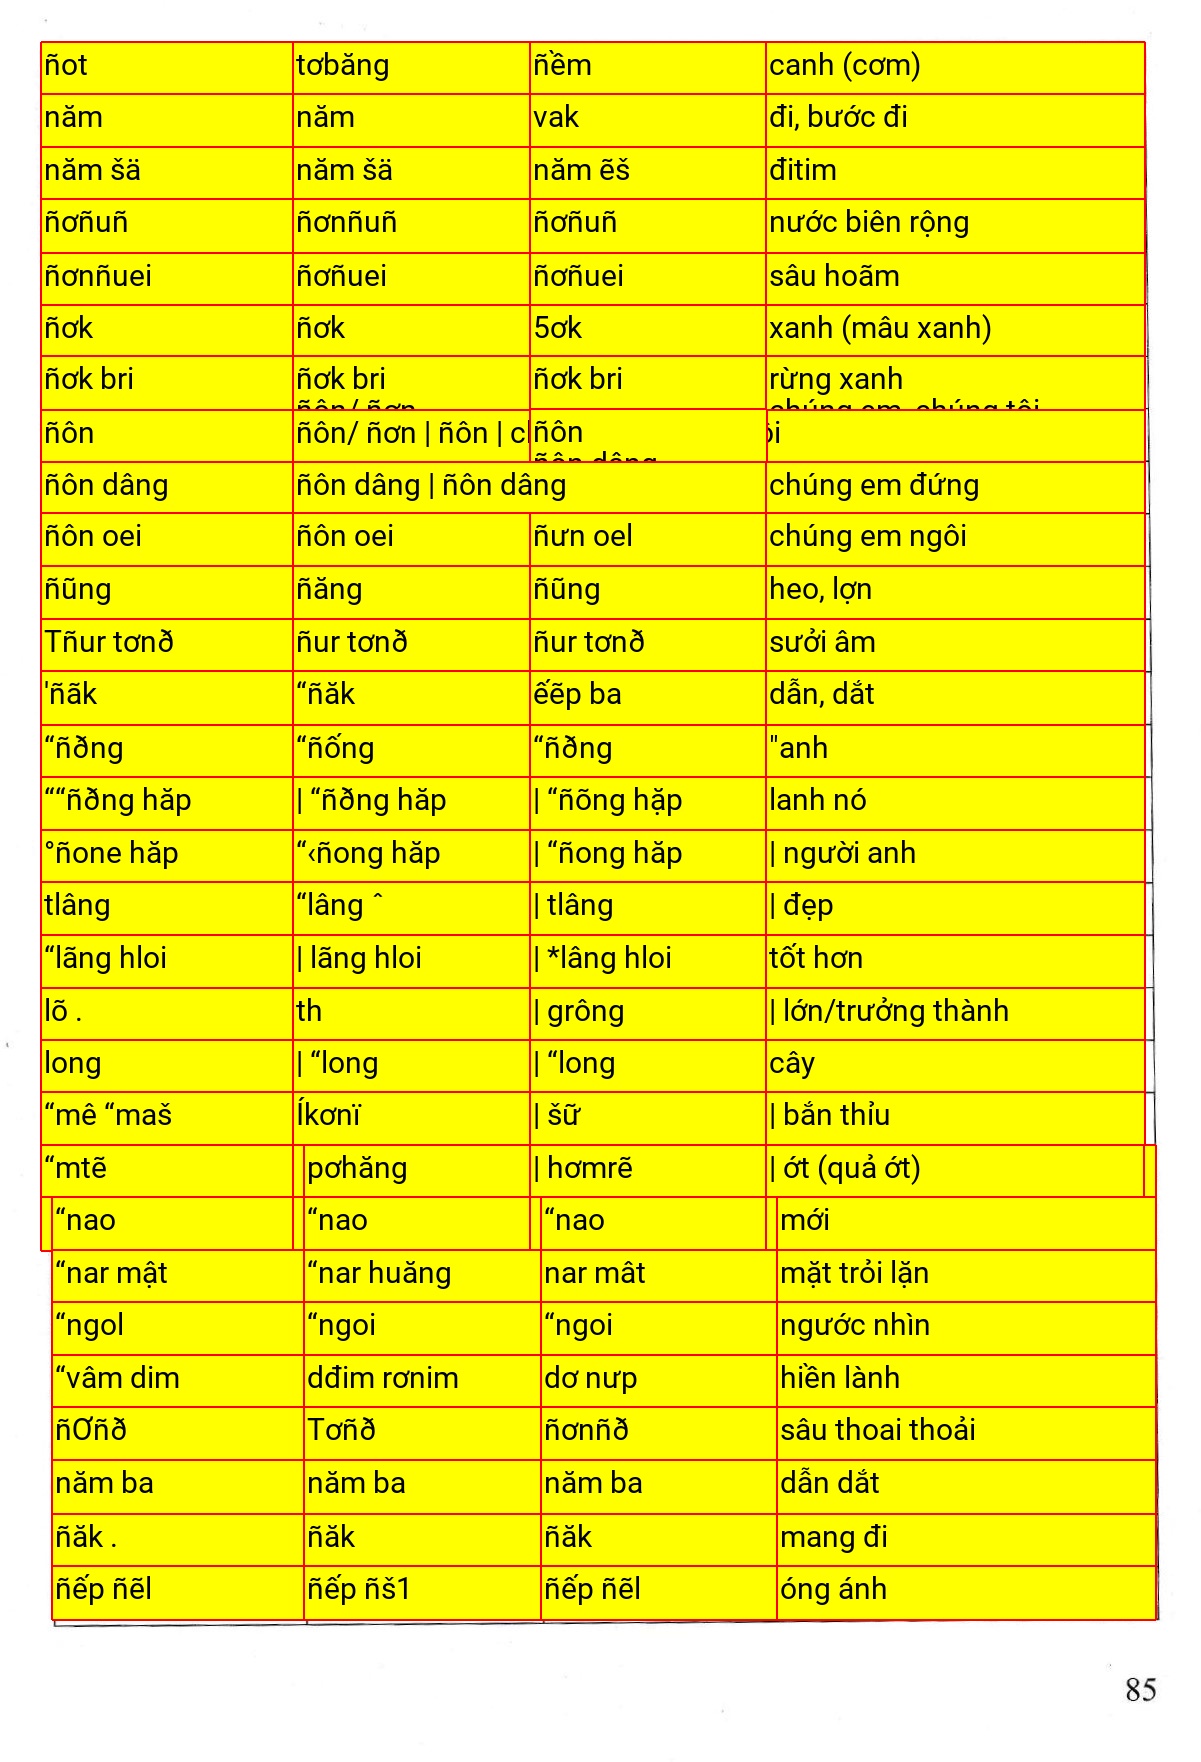 ñot tơbăng ñềm canh (cơm)
năm năm vak đi, bước đi
năm šä năm šä năm ẽš đitim
ñơñuñ ñơnñuñ ñơñuñ nước biên rộng
ñơnñuei ñơñuei ñơñuei sâu hoãm
ñơk ñơk 5ơk xanh (mâu xanh)
ñơk bri ñơk bri ñơk bri rừng xanh
ñôn ñôn/ ñơn | ñôn | ñôn
ñôn dâng ñôn dâng | ñôn dâng chúng em đứng
ñôn oei ñôn oei ñưn oel chúng em ngôi
ñũng ñăng ñũng heo, lợn
Tñur tơnð ñur tơnð ñur tơnð sưởi âm
'ñãk “ñăk ếẽp ba dẫn, dắt
“ñðng “ñống “ñðng "anh
““ñðng hăp | “ñðng hăp | “ñõng hặp lanh nó
°ñone hăp “‹ñong hăp | “ñong hăp | người anh
tlâng “lâng ˆ | tlâng | đẹp
“lãng hloi | lãng hloi | *lâng hloi tốt hơn
lõ . th | grông | lớn/trưởng thành
long | “long | “long cây
“mê “maš Íkơnï | šữ | bắn thỉu
“mtẽ pơhăng | hơmrẽ | ớt (quả ớt)
“nao “nao “nao mới
“nar mật “nar huăng nar mât mặt trỏi lặn
“ngol “ngoi “ngoi ngước nhìn
“vâm dim dđim rơnim dơ nưp hiền lành
ñƠñð Tơñð ñơnñð sâu thoai thoải
năm ba năm ba năm ba dẫn dắt
ñăk . ñăk ñăk mang đi
ñếp ñẽl ñếp ñš1 ñếp ñẽl óng ánh
85